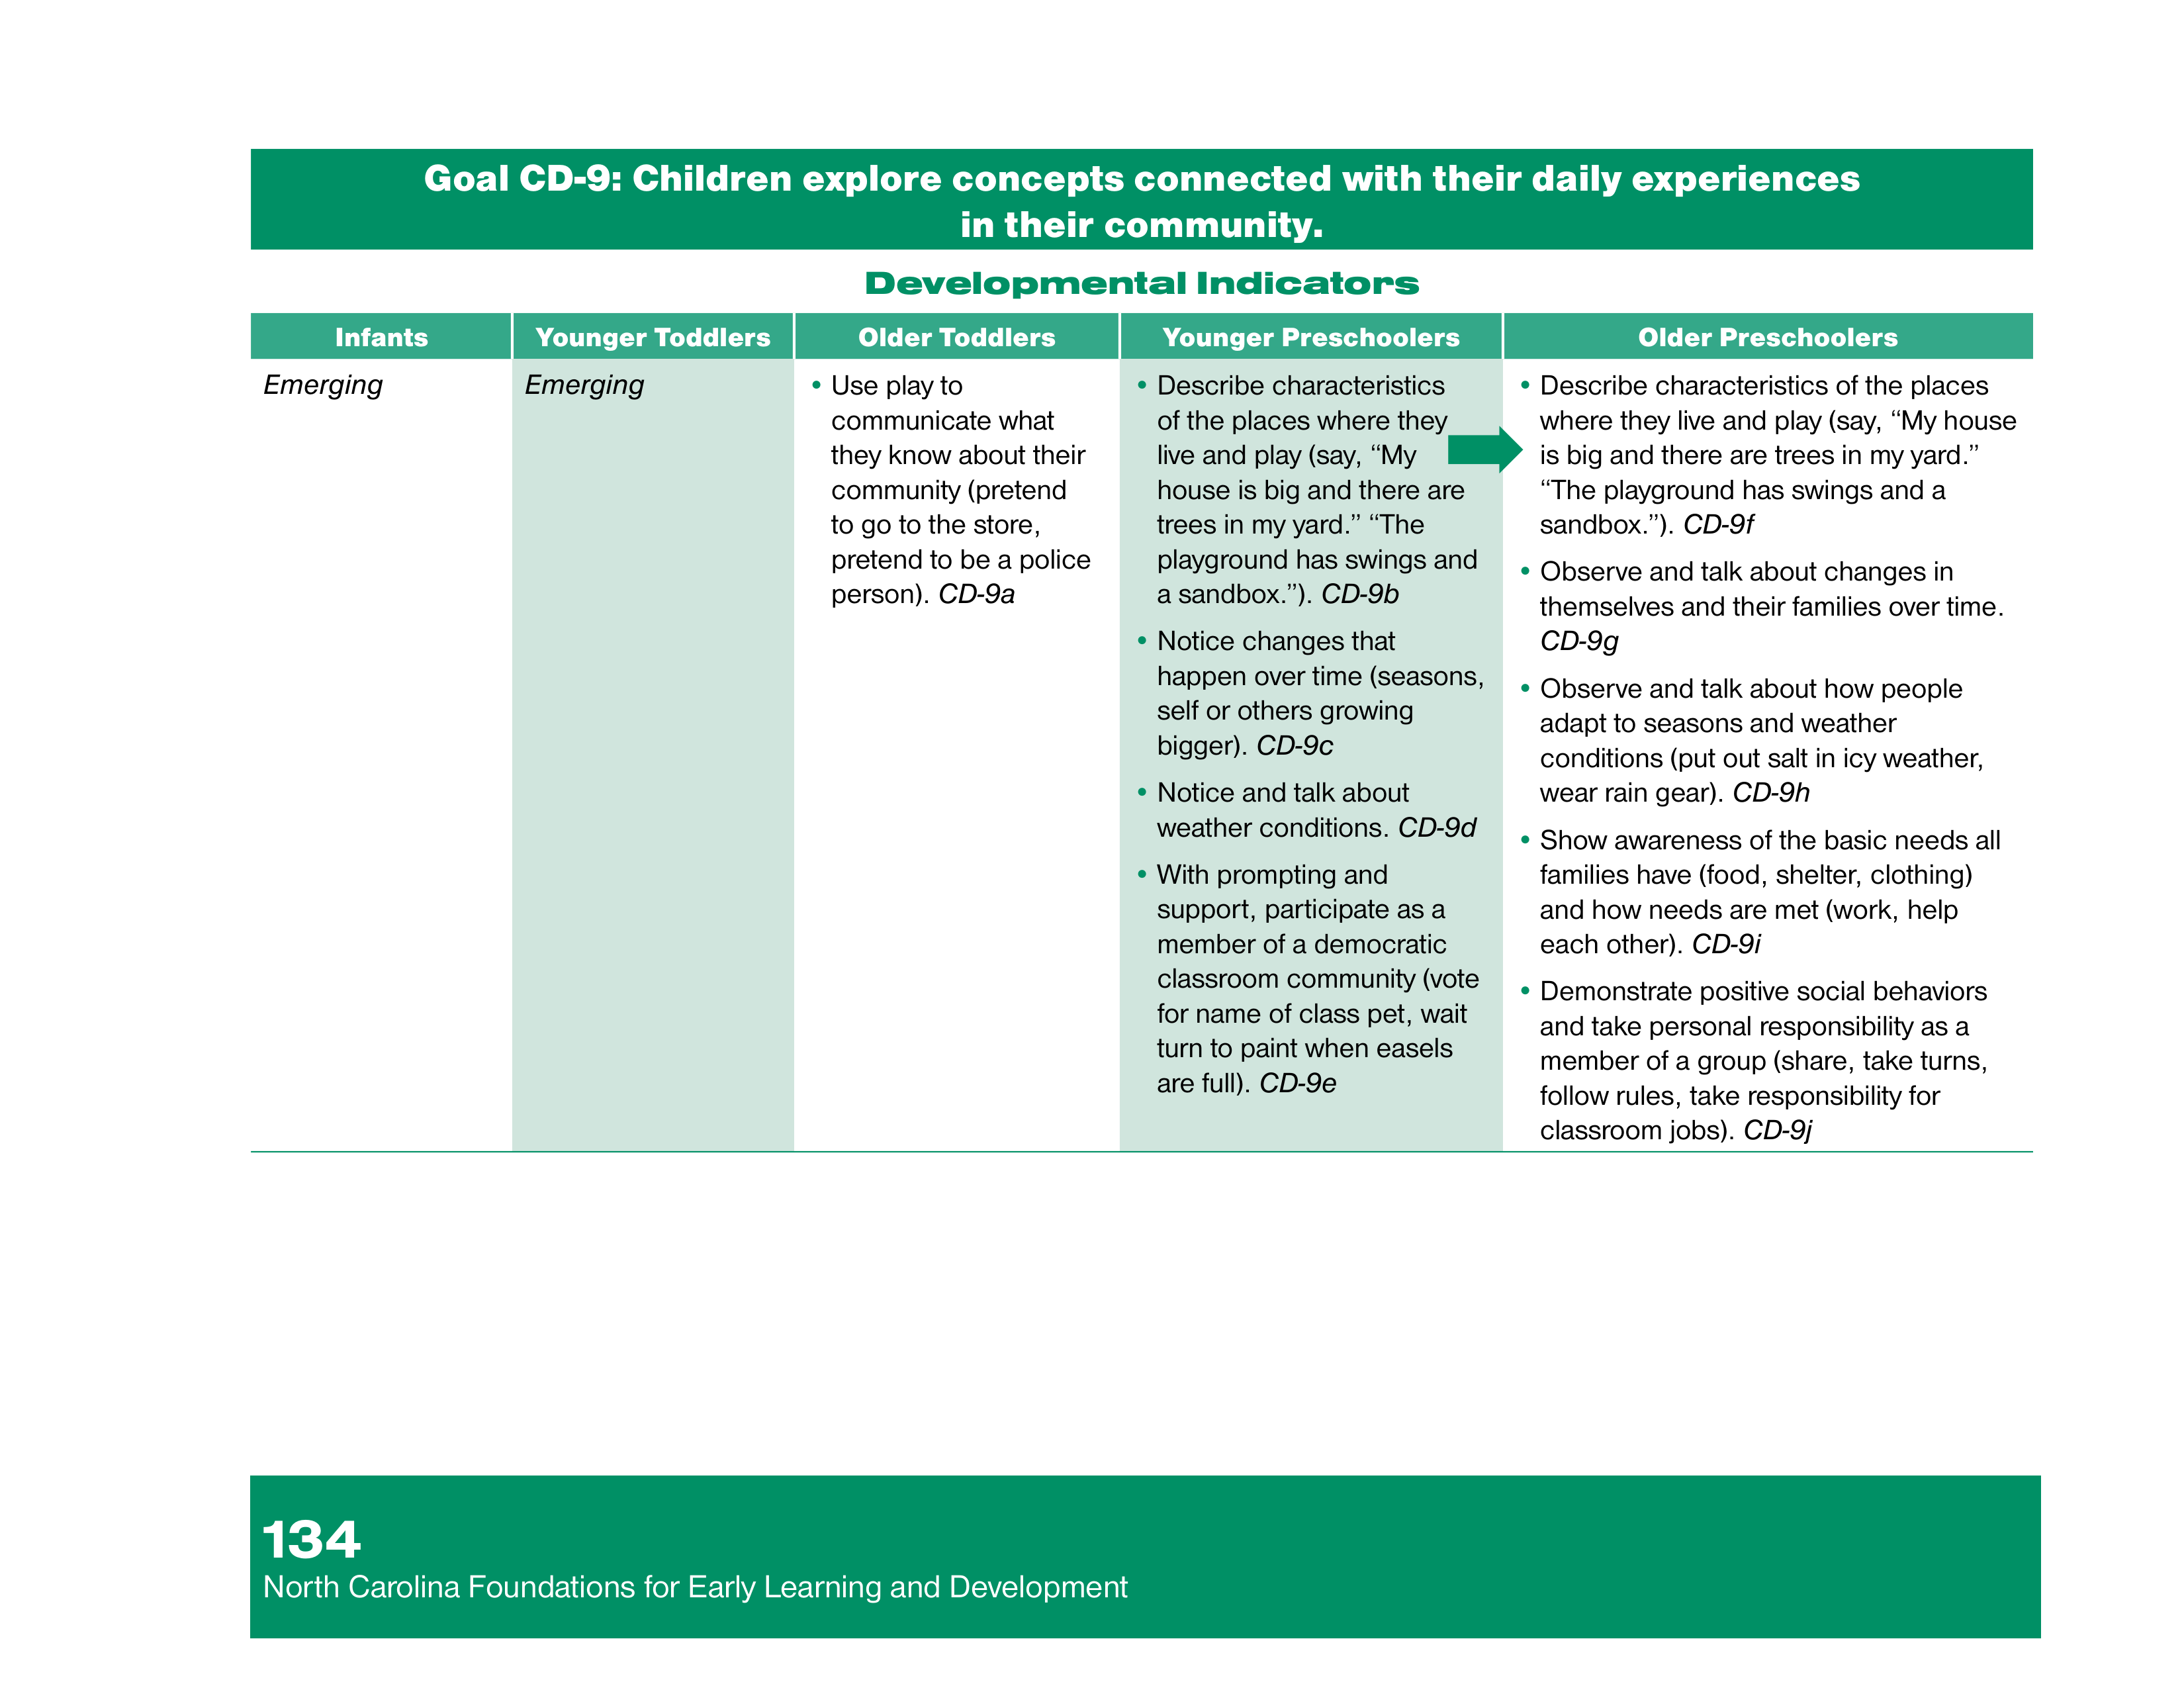 Goal CD-9: Children explore concepts connected with their daily experiences
in their community.
Developmental Indicators
Infants
Younger Toddlers
Older Toddlers
Younger Preschoolers
Older Preschoolers
Emerging
Emerging
• Use play to
communicate what
they know about their
community (pretend
to go to the store,
pretend to be a police
person). CD-9a
• Describe characteristics
of the places where they
live and play (say, “My
house is big and there are
trees in my yard.” “The
playground has swings and
a sandbox.”). CD-9b
• Notice changes that
happen over time (seasons,
self or others growing
bigger). CD-9c
• Notice and talk about
weather conditions. CD-9d
• With prompting and
support, participate as a
member of a democratic
classroom community (vote
for name of class pet, wait
turn to paint when easels
are full). CD-9e
• Describe characteristics of the places
where they live and play (say, “My house
is big and there are trees in my yard.”
“The playground has swings and a
sandbox.”). CD-9f
• Observe and talk about changes in
themselves and their families over time.
CD-9g
• Observe and talk about how people
adapt to seasons and weather
conditions (put out salt in icy weather,
wear rain gear). CD-9h
• Show awareness of the basic needs all
families have (food, shelter, clothing)
and how needs are met (work, help
each other). CD-9i
• Demonstrate positive social behaviors
and take personal responsibility as a
member of a group (share, take turns,
follow rules, take responsibility for
classroom jobs). CD-9j
134
North Carolina Foundations for Early Learning and Development